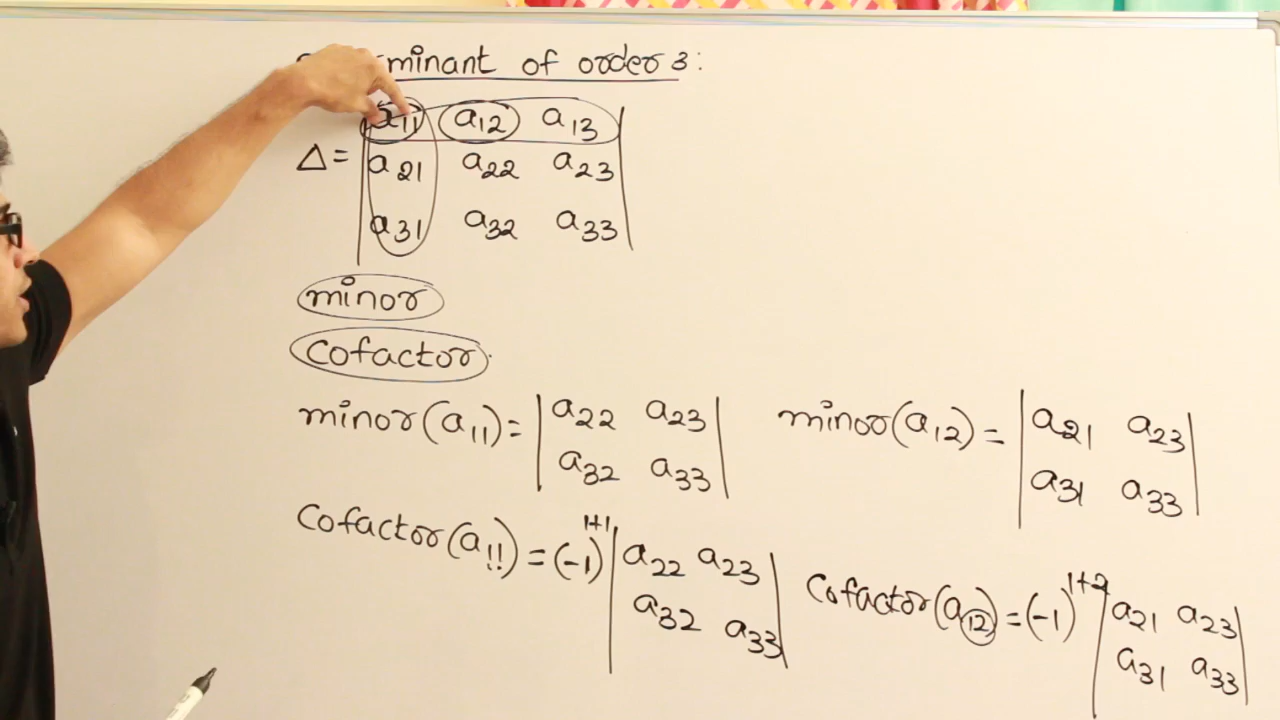 minant of order 3:
a11 a12 a13
Δ = a21 a22 a23
a31 a32 a33
minor
Cofactor
minor(a11) = | a22 a23 |
| a32 a33 |
minor(a12) = | a21 a23 |
| a31 a33 |
Cofactor(a11) = (-1)^1+1 | a22 a23 |
| a32 a33 |
Cofactor(a12) = (-1)^1+2 | a21 a23 |
| a31 a33 |